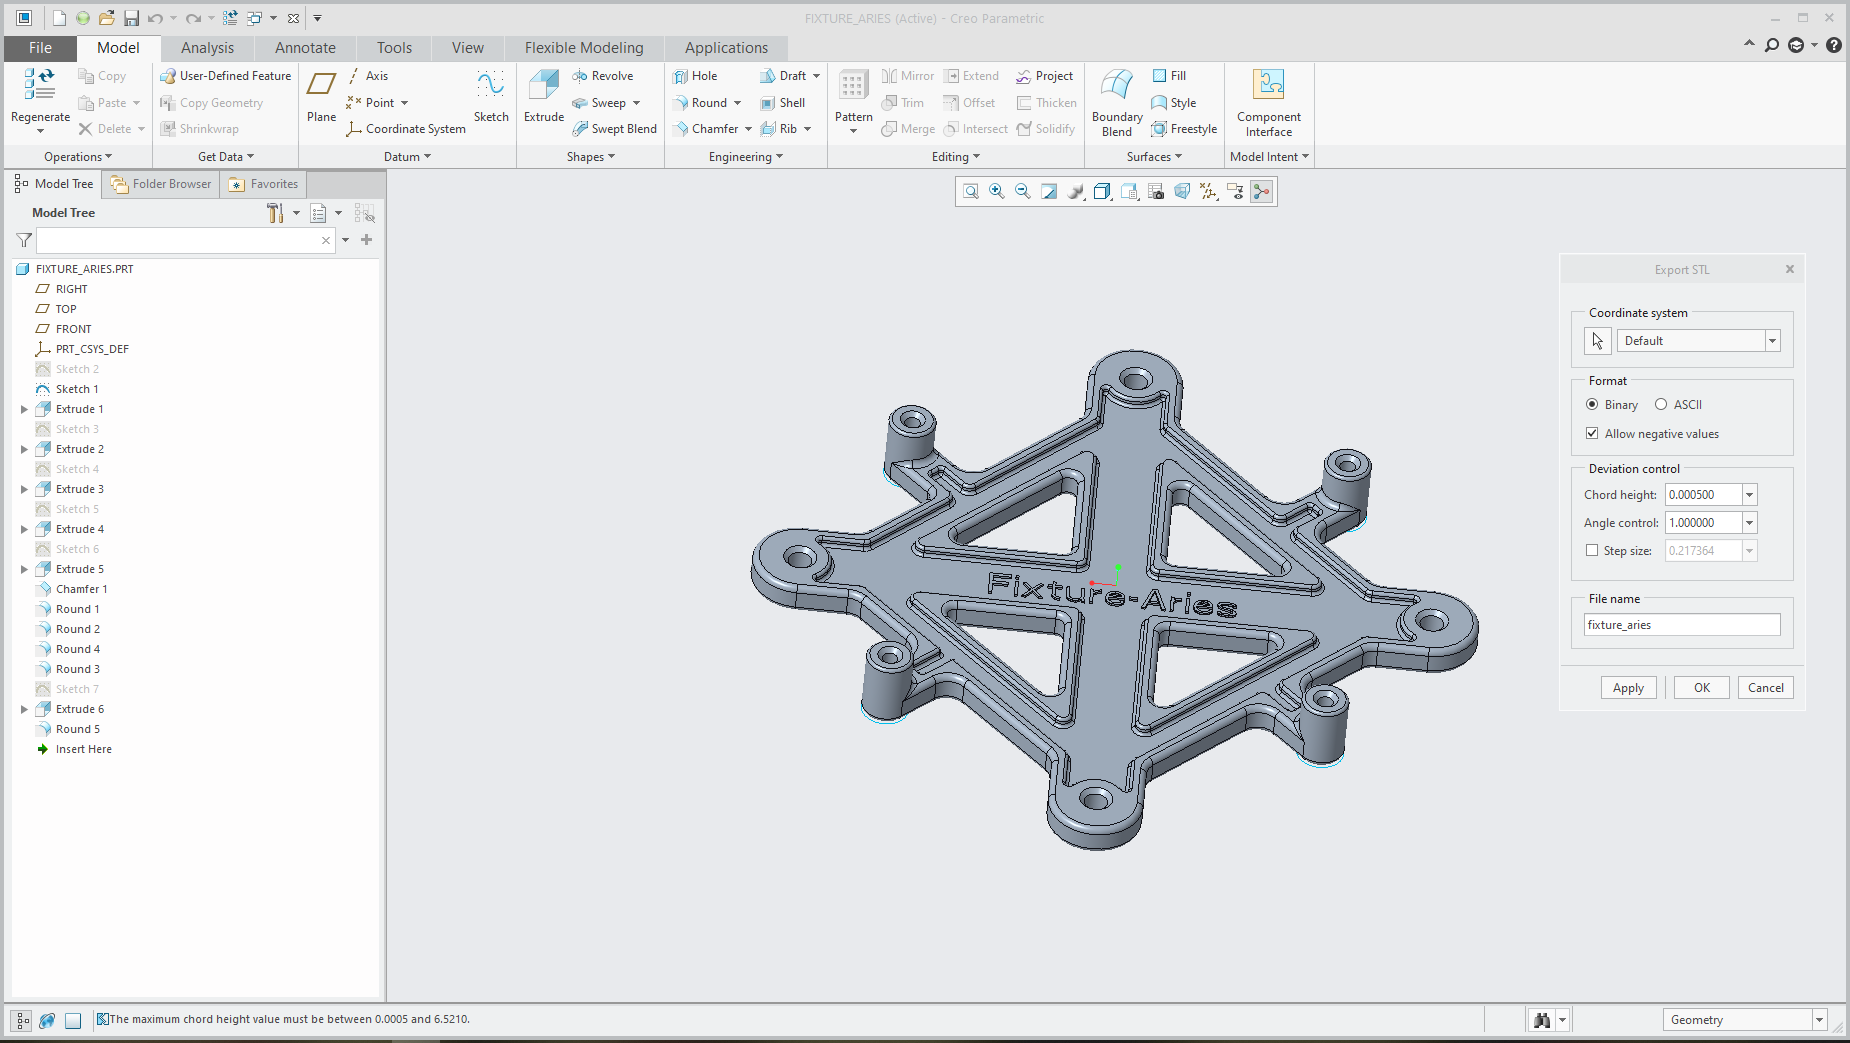 FIXTURE_ARIES (Active) - Creo Parametric
File Model Analysis Annotate Tools View Flexible Modeling Applications
Regenerate
Copy
Paste
Delete
Operations
User-Defined Feature
Copy Geometry
Shrinkwrap
Get Data
Plane
Axis
Point
Coordinate System
Sketch
Datum
Extrude
Revolve
Sweep
Swept Blend
Shapes
Hole
Round
Chamfer
Draft
Shell
Rib
Engineering
Pattern
Mirror
Trim
Merge
Extend
Offset
Intersect
Project
Thicken
Solidify
Editing
Boundary
Blend
Fill
Style
Freestyle
Surfaces
Component
Interface
Model Intent
Model Tree Folder Browser Favorites
Model Tree
FIXTURE_ARIES.PRT
RIGHT
TOP
FRONT
PRT_CSYS_DEF
Sketch 2
Sketch 1
Extrude 1
Sketch 3
Extrude 2
Sketch 4
Extrude 3
Sketch 5
Extrude 4
Sketch 6
Extrude 5
Chamfer 1
Round 1
Round 2
Round 4
Round 3
Sketch 7
Extrude 6
Round 5
Insert Here
Fixture-Aries
Export STL
Coordinate system
Default
Format
Binary ASCII
Allow negative values
Deviation control
Chord height: 0.000500
Angle control: 1.000000
Step size: 0.217364
File name
fixture_aries
Apply OK Cancel
The maximum chord height value must be between 0.0005 and 6.5210.
Geometry